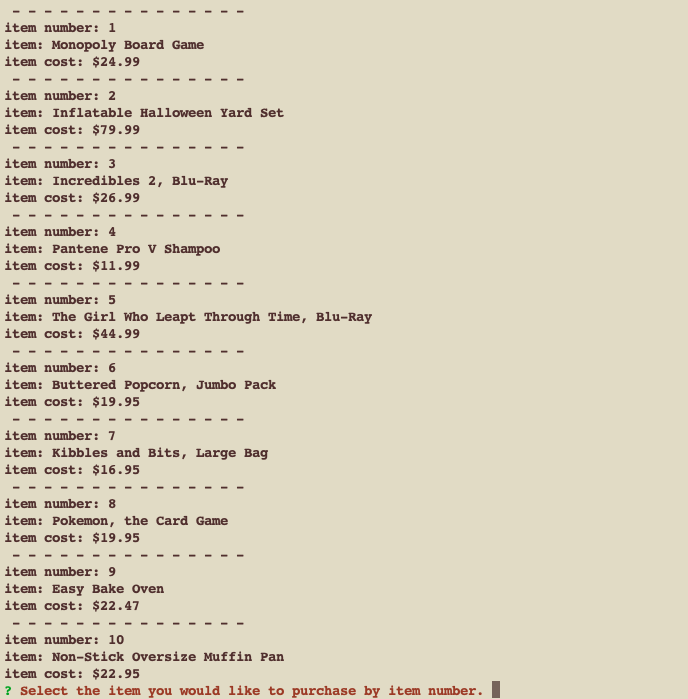 - - - - - - - - - - - - - - -
item number: 1
item: Monopoly Board Game
item cost: $24.99
- - - - - - - - - - - - - - -
item number: 2
item: Inflatable Halloween Yard Set
item cost: $79.99
- - - - - - - - - - - - - - -
item number: 3
item: Incredibles 2, Blu-Ray
item cost: $26.99
- - - - - - - - - - - - - - -
item number: 4
item: Pantene Pro V Shampoo
item cost: $11.99
- - - - - - - - - - - - - - -
item number: 5
item: The Girl Who Leapt Through Time, Blu-Ray
item cost: $44.99
- - - - - - - - - - - - - - -
item number: 6
item: Buttered Popcorn, Jumbo Pack
item cost: $19.95
- - - - - - - - - - - - - - -
item number: 7
item: Kibbles and Bits, Large Bag
item cost: $16.95
- - - - - - - - - - - - - - -
item number: 8
item: Pokemon, the Card Game
item cost: $19.95
- - - - - - - - - - - - - - -
item number: 9
item: Easy Bake Oven
item cost: $22.47
- - - - - - - - - - - - - - -
item number: 10
item: Non-Stick Oversize Muffin Pan
item cost: $22.95
? Select the item you would like to purchase by item number.